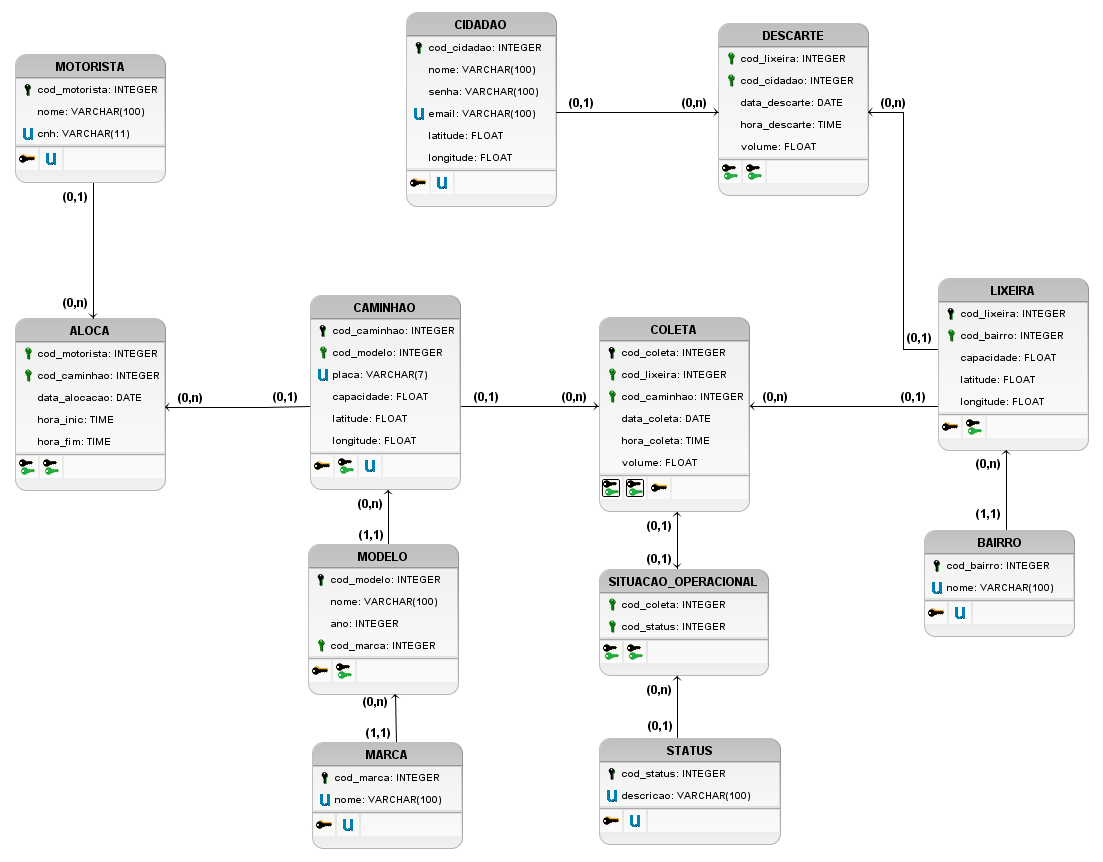 CIDADAO
cod_cidadao: INTEGER
nome: VARCHAR(100)
senha: VARCHAR(100)
email: VARCHAR(100)
latitude: FLOAT
longitude: FLOAT
DESCARTE
cod_lixeira: INTEGER
cod_cidadao: INTEGER
data_descarte: DATE
hora_descarte: TIME
volume: FLOAT
(0,1)
(0,n)
(0,n)
MOTORISTA
cod_motorista: INTEGER
nome: VARCHAR(100)
cnh: VARCHAR(11)
(0,1)
(0,n)
ALOCA
cod_motorista: INTEGER
cod_caminhao: INTEGER
data_alocacao: DATE
hora_inic: TIME
hora_fim: TIME
(0,n)
(0,1)
CAMINHAO
cod_caminhao: INTEGER
cod_modelo: INTEGER
placa: VARCHAR(7)
capacidade: FLOAT
latitude: FLOAT
longitude: FLOAT
(0,1)
(0,n)
COLETA
cod_coleta: INTEGER
cod_lixeira: INTEGER
cod_caminhao: INTEGER
data_coleta: DATE
hora_coleta: TIME
volume: FLOAT
(0,n)
(0,1)
(0,1)
LIXEIRA
cod_lixeira: INTEGER
cod_bairro: INTEGER
capacidade: FLOAT
latitude: FLOAT
longitude: FLOAT
(0,n)
(1,1)
BAIRRO
cod_bairro: INTEGER
nome: VARCHAR(100)
(0,n)
(1,1)
MODELO
cod_modelo: INTEGER
nome: VARCHAR(100)
ano: INTEGER
cod_marca: INTEGER
(0,n)
(1,1)
MARCA
cod_marca: INTEGER
nome: VARCHAR(100)
(0,1)
(0,1)
SITUACAO_OPERACIONAL
cod_coleta: INTEGER
cod_status: INTEGER
(0,n)
(0,1)
STATUS
cod_status: INTEGER
descricao: VARCHAR(100)